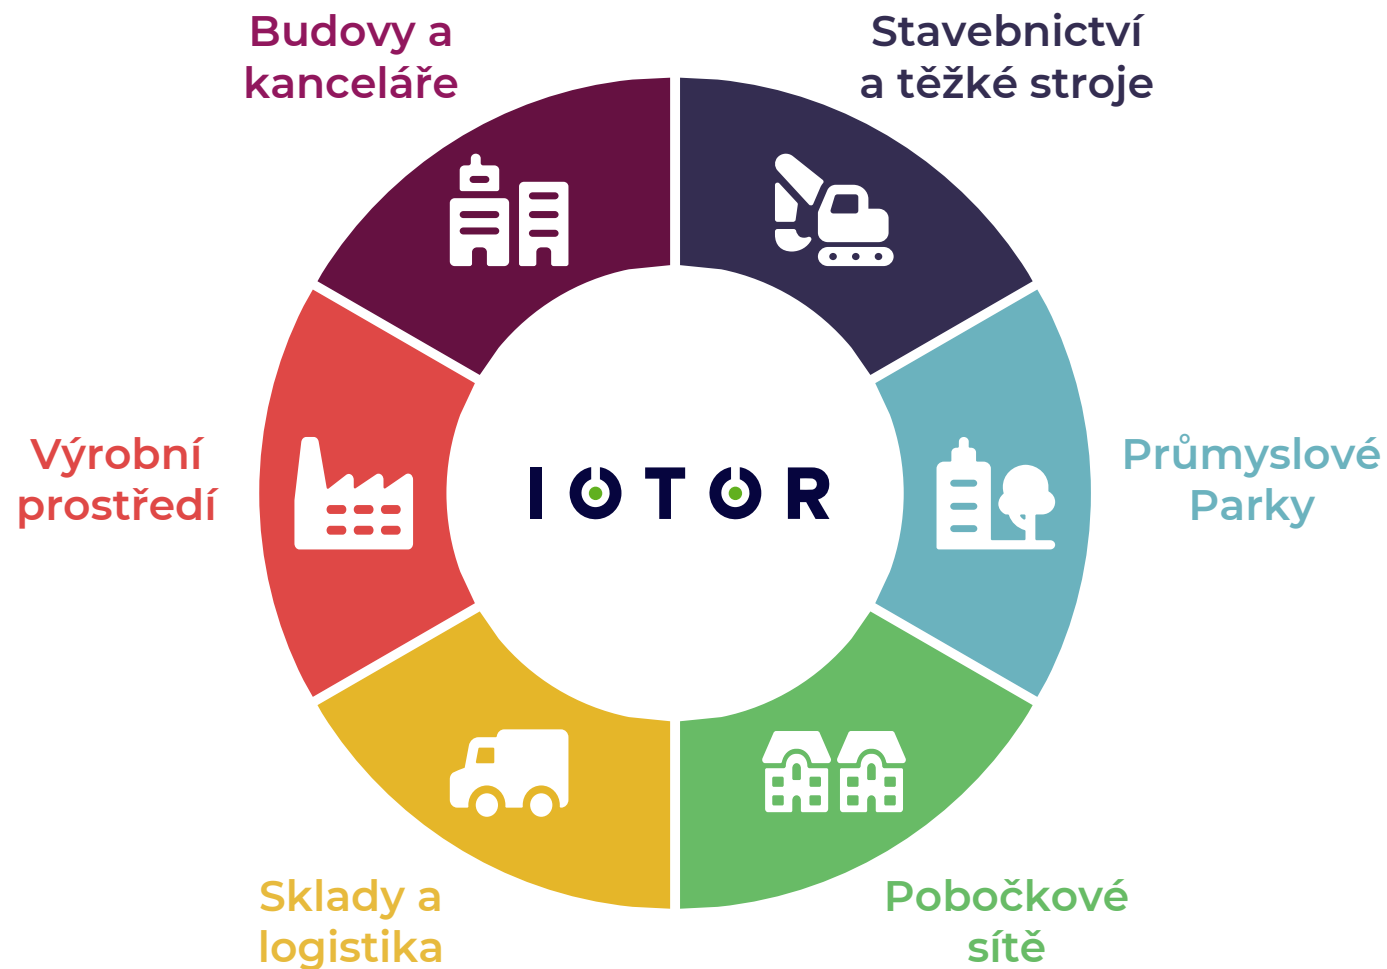 Budovy a
kanceláře
Stavebnictví
a těžké stroje
Výrobní
prostředí
IOTOR
Průmyslové
Parky
Sklady a
logistika
Pobočkové
sítě